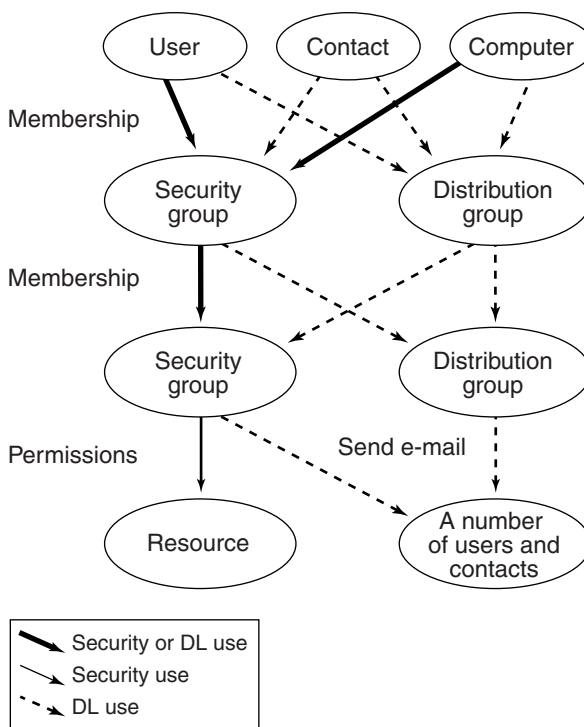 User
Contact
Computer
Membership
Security
group
Distribution
group
Membership
Security
group
Distribution
group
Permissions
Send e-mail
Resource
A number
of users and
contacts
Security or DL use
Security use
DL use